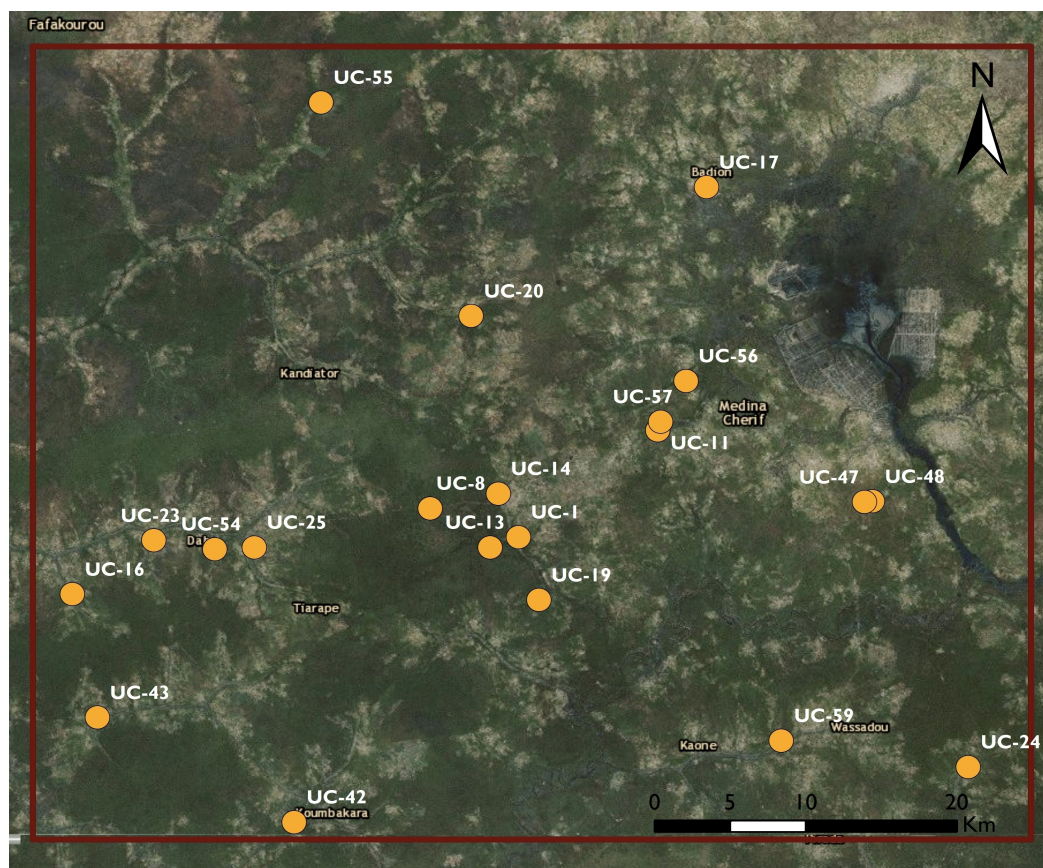 Fafakourou
UC-55
N
UC-17
Badion
UC-20
Kandiator
UC-56
UC-57
Medina
Cherif
UC-11
UC-14
UC-8
UC-47
UC-48
UC-23
UC-54
UC-25
UC-13
UC-1
UC-16
UC-19
Tiarape
UC-43
UC-59
Wassadou
Kaone
UC-24
UC-42
Koumbakara
0 5 10 20
Km